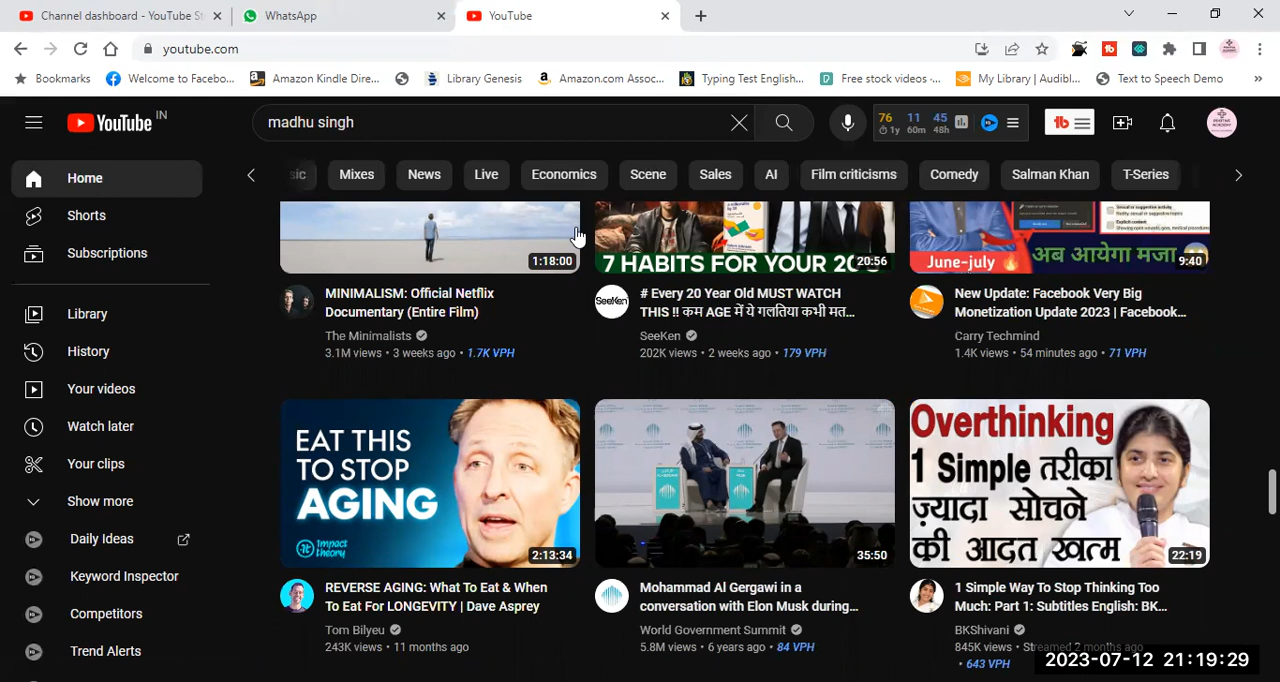 Channel dashboard - YouTube St
WhatsApp
YouTube
youtube.com
Bookmarks
Welcome to Facebo...
Amazon Kindle Dire...
Library Genesis
Amazon.com Assoc...
Typing Test English...
Free stock videos -...
My Library | Audibl...
Text to Speech Demo
YouTube IN
madhu singh
76 11 45
1y 60m 48h
tb
Home
sic
Mixes
News
Live
Economics
Scene
Sales
AI
Film criticisms
Comedy
Salman Khan
T-Series
Shorts
Subscriptions
Library
History
Your videos
Watch later
Your clips
Show more
Daily Ideas
Keyword Inspector
Competitors
Trend Alerts
1:18:00
MINIMALISM: Official Netflix
Documentary (Entire Film)
The Minimalists
3.1M views • 3 weeks ago • 1.7K VPH
7 HABITS FOR YOUR 20s
20:56
SeeKen
# Every 20 Year Old MUST WATCH
THIS !! कम AGE में ये गलतिया कभी मत...
SeeKen
202K views • 2 weeks ago • 179 VPH
June-july
अब आयेगा मजा
9:40
New Update: Facebook Very Big
Monetization Update 2023 | Facebook...
Carry Techmind
1.4K views • 54 minutes ago • 71 VPH
EAT THIS
TO STOP
AGING
impact
theory
2:13:34
REVERSE AGING: What To Eat & When
To Eat For LONGEVITY | Dave Asprey
Tom Bilyeu
243K views • 11 months ago
35:50
Mohammad Al Gergawi in a
conversation with Elon Musk during...
World Government Summit
5.8M views • 6 years ago • 84 VPH
Overthinking
1 Simple तरीका
ज़्यादा सोचने
की आदत खत्म
22:19
1 Simple Way To Stop Thinking Too
Much: Part 1: Subtitles English: BK...
BKShivani
845K views • Streamed 2 months ago
• 643 VPH
2023-07-12 21:19:29